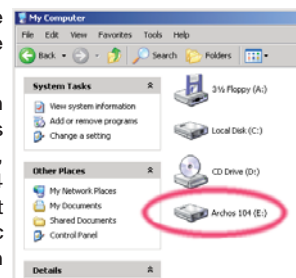 My Computer
File Edit View Favorites Tools Help
Back Search Folders
System Tasks
View system information
Add or remove programs
Change a setting
Other Places
My Network Places
My Documents
Shared Documents
Control Panel
Details
3½ Floppy (A:)
Local Disk (C:)
CD Drive (D:)
Archos 104 (E:)